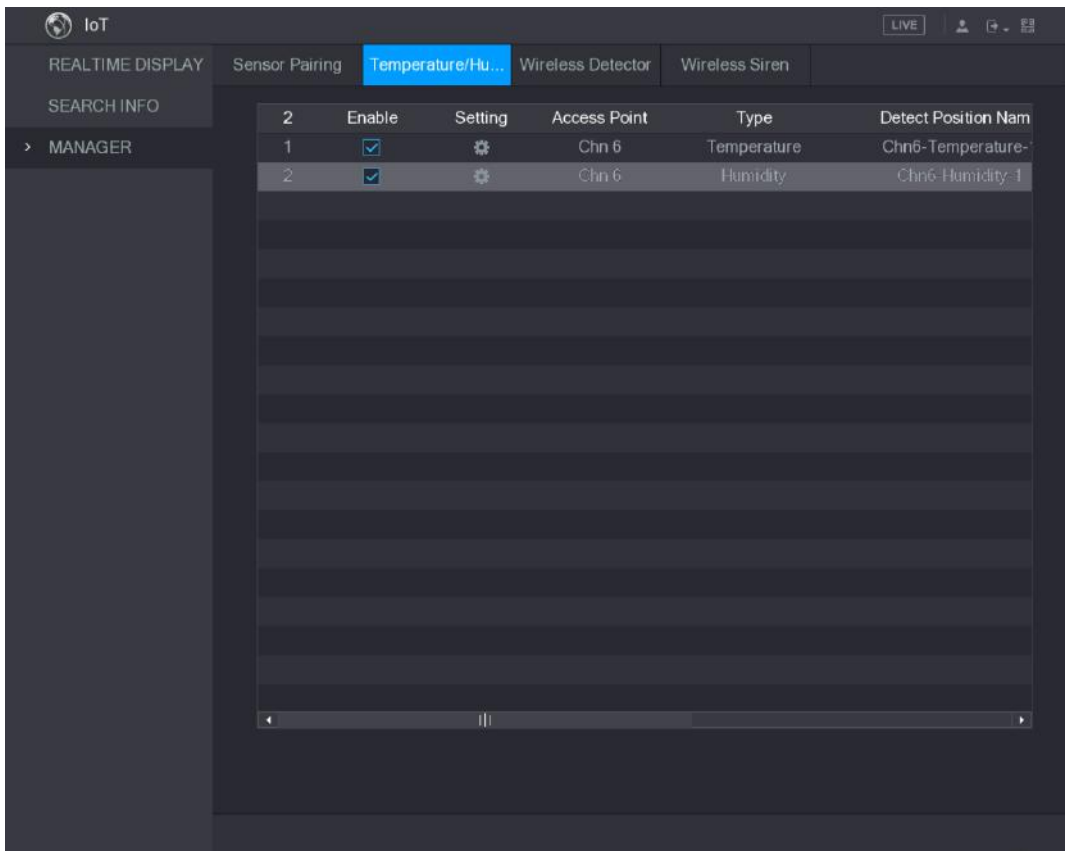 IoT LIVE
REALTIME DISPLAY
SEARCH INFO
MANAGER
Sensor Pairing Temperature/Hu... Wireless Detector Wireless Siren
2 Enable Setting Access Point Type Detect Position Nam
1 Chn 6 Temperature Chn6-Temperature-
2 Chn 6 Humidity Chn6-Humidity-1